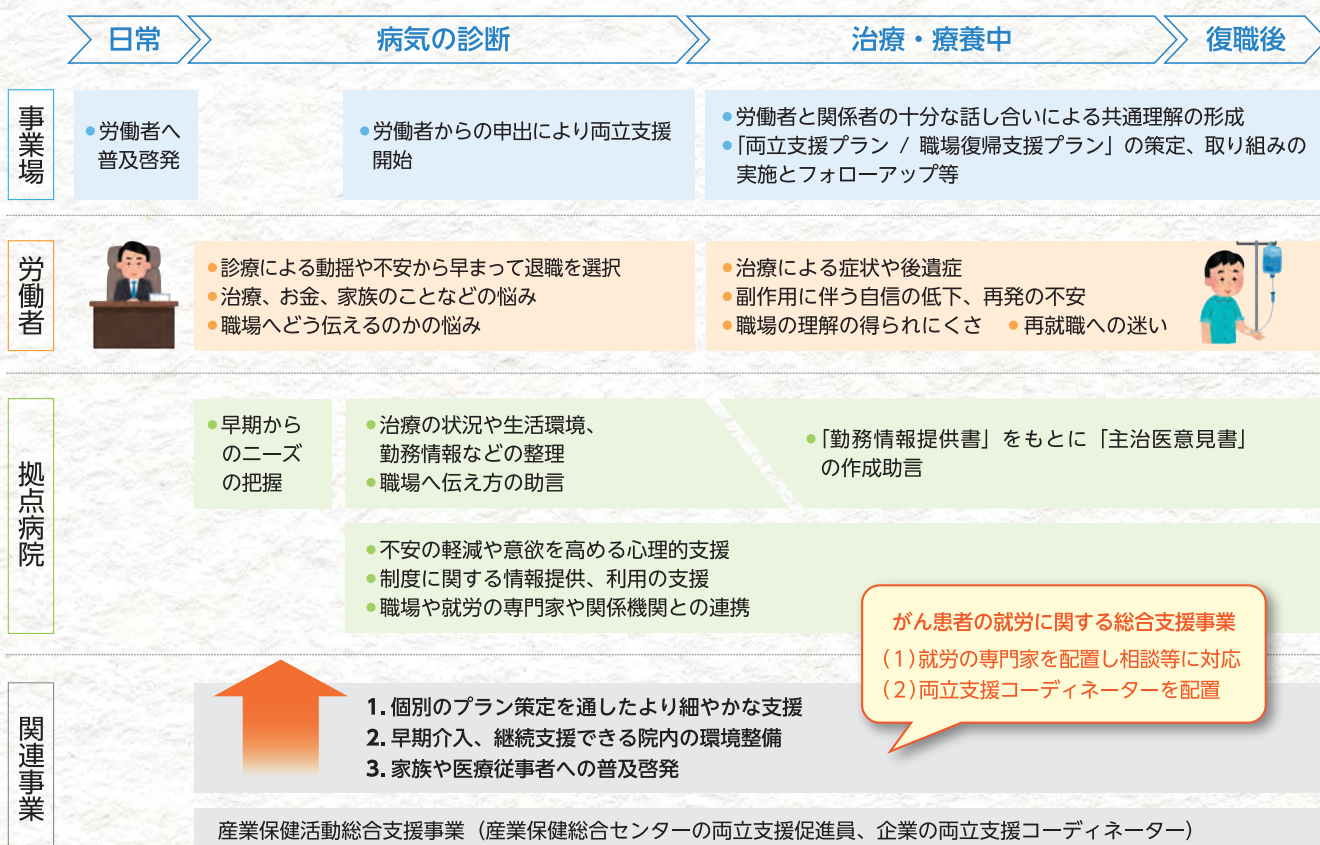 日常
病気の診断
治療・療養中
復職後
事業場
●労働者へ
普及啓発
●労働者からの申出により両立支援
開始
●労働者と関係者の十分な話し合いによる共通理解の形成
●「両立支援プラン / 職場復帰支援プラン」の策定、取り組みの
実施とフォローアップ等
労働者
●診療による動揺や不安から早まって退職を選択
●治療、お金、家族のことなどの悩み
●職場へどう伝えるのかの悩み
●治療による症状や後遺症
●副作用に伴う自信の低下、再発の不安
●職場の理解の得られにくさ ●再就職への迷い
拠点病院
●早期から
のニーズ
の把握
●治療の状況や生活環境、
勤務情報などの整理
●職場へ伝え方の助言
●「勤務情報提供書」をもとに「主治医意見書」
の作成助言
●不安の軽減や意欲を高める心理的支援
●制度に関する情報提供、利用の支援
●職場や就労の専門家や関係機関との連携
がん患者の就労に関する総合支援事業
(1)就労の専門家を配置し相談等に対応
(2)両立支援コーディネーターを配置
関連事業
1. 個別のプラン策定を通したより細やかな支援
2. 早期介入、継続支援できる院内の環境整備
3. 家族や医療従事者への普及啓発
産業保健活動総合支援事業（産業保健総合センターの両立支援促進員、企業の両立支援コーディネーター）